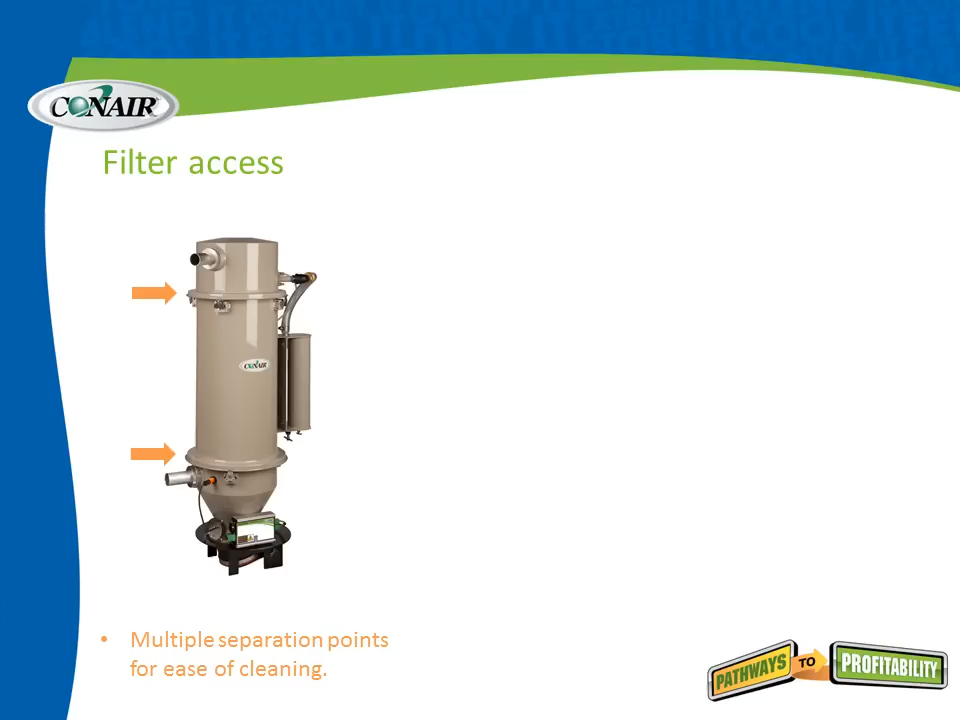 CONAIR
Filter access
CONAIR
Multiple separation points
for ease of cleaning.
PATHWAYS TO PROFITABILITY